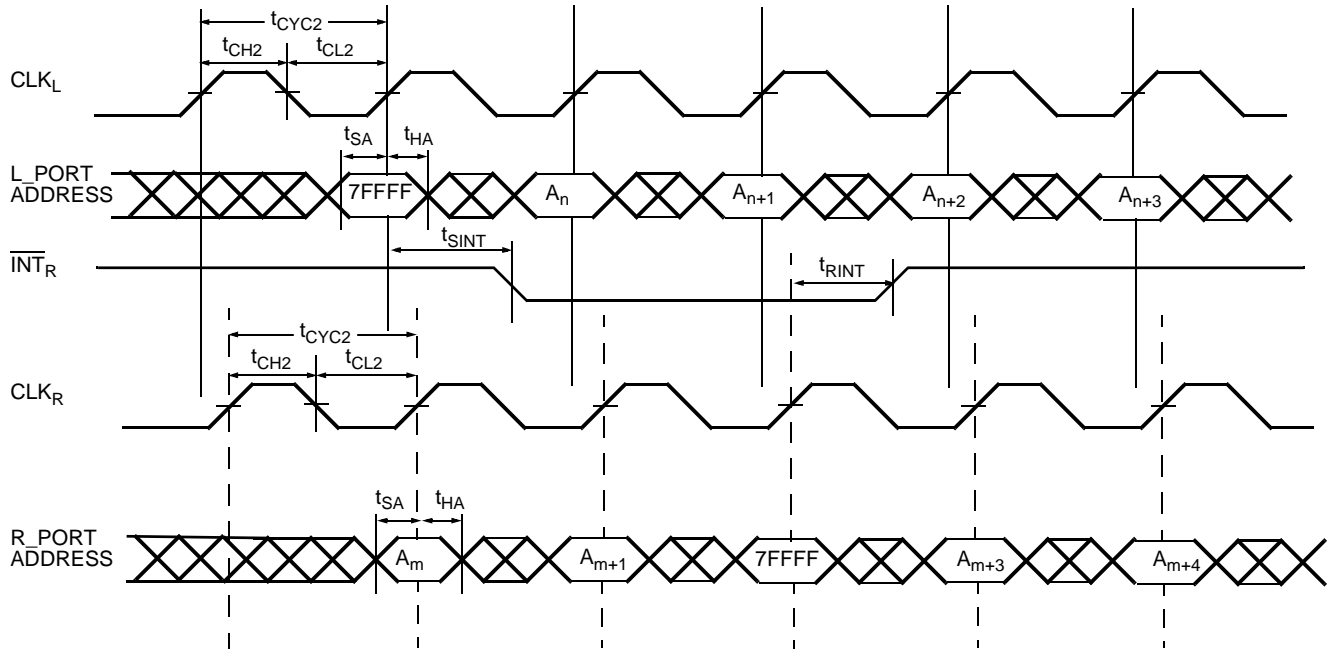 tCYC2
tCH2 tCL2
CLKL
tSA tHA
L_PORT
ADDRESS
7FFFF An An+1 An+2 An+3
tSINT
INTR
tRINT
tCYC2
tCH2 tCL2
CLKR
tSA tHA
R_PORT
ADDRESS
Am Am+1 7FFFF Am+3 Am+4